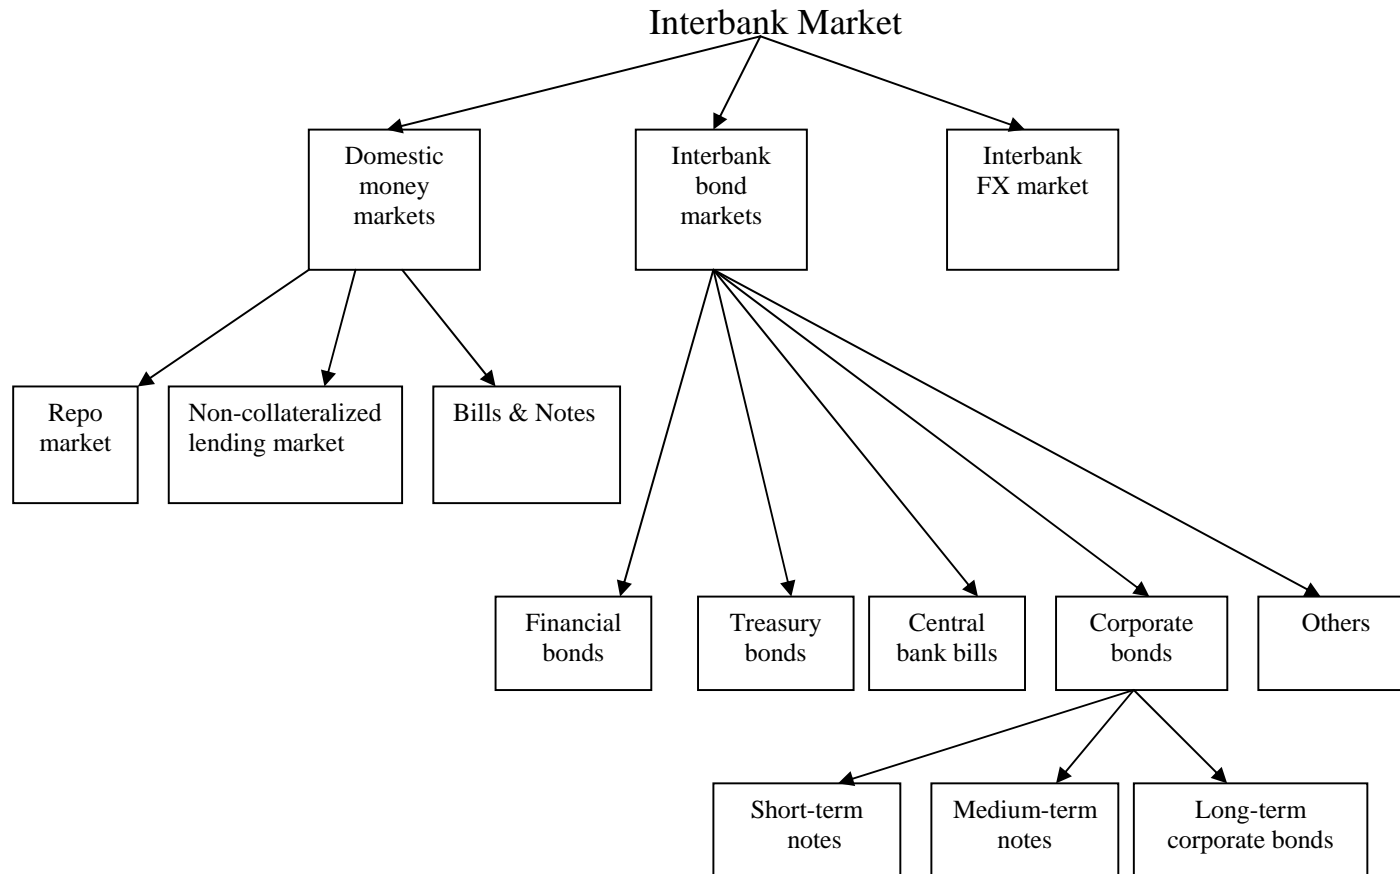 Interbank Market
Domestic
money
markets
Interbank
bond
markets
Interbank
FX market
Repo
market
Non-collateralized
lending market
Bills & Notes
Financial
bonds
Treasury
bonds
Central
bank bills
Corporate
bonds
Others
Short-term
notes
Medium-term
notes
Long-term
corporate bonds